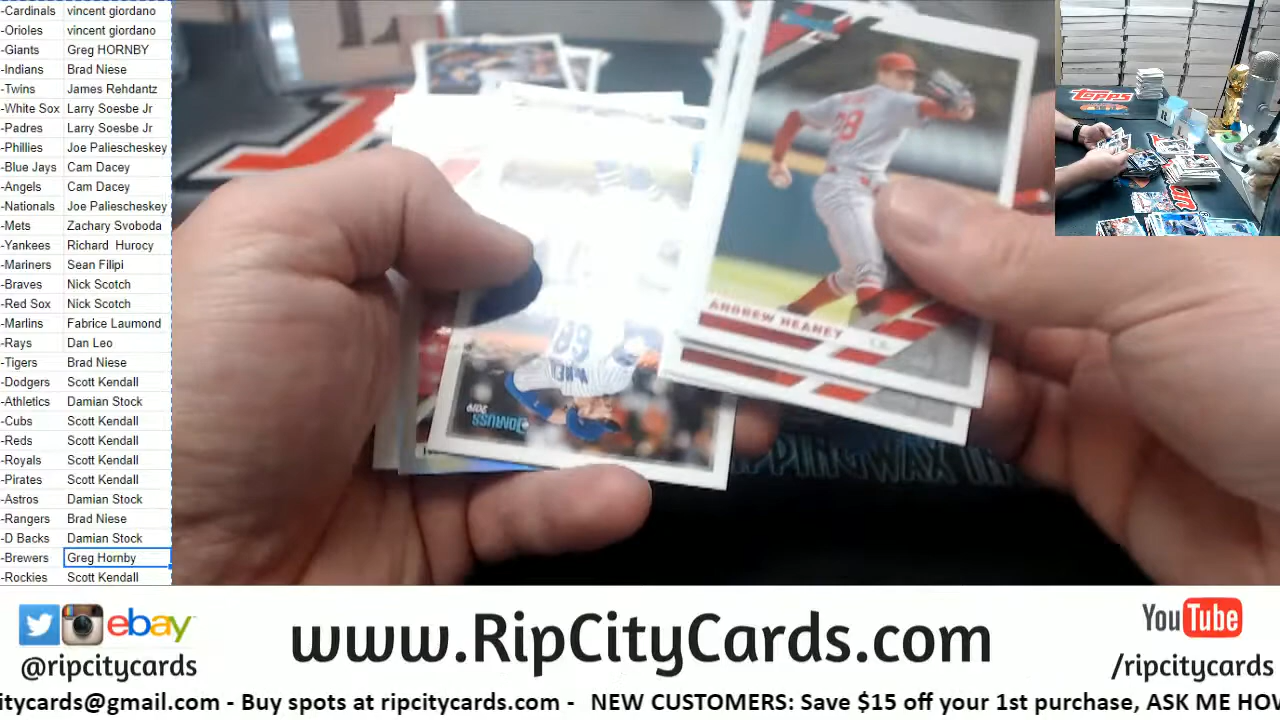 -Cardinals vincent giordano
-Orioles vincent giordano
-Giants Greg HORNBY
-Indians Brad Niese
-Twins James Rehdantz
-White Sox Larry Soesbe Jr
-Padres Larry Soesbe Jr
-Phillies Joe Paliescheskey
-Blue Jays Cam Dacey
-Angels Cam Dacey
-Nationals Joe Paliescheskey
-Mets Zachary Svoboda
-Yankees Richard Hurocy
-Mariners Sean Filipi
-Braves Nick Scotch
-Red Sox Nick Scotch
-Marlins Fabrice Laumond
-Rays Dan Leo
-Tigers Brad Niese
-Dodgers Scott Kendall
-Athletics Damian Stock
-Cubs Scott Kendall
-Reds Scott Kendall
-Royals Scott Kendall
-Pirates Scott Kendall
-Astros Damian Stock
-Rangers Brad Niese
-D Backs Damian Stock
-Brewers Greg Hornby
-Rockies Scott Kendall
ANDREW HEANEY
68
DONRUSS
2019
topps
ebay
@ripcitycards
www.RipCityCards.com
YouTube
/ripcitycards
itycards@gmail.com - Buy spots at ripcitycards.com - NEW CUSTOMERS: Save $15 off your 1st purchase, ASK ME HOW